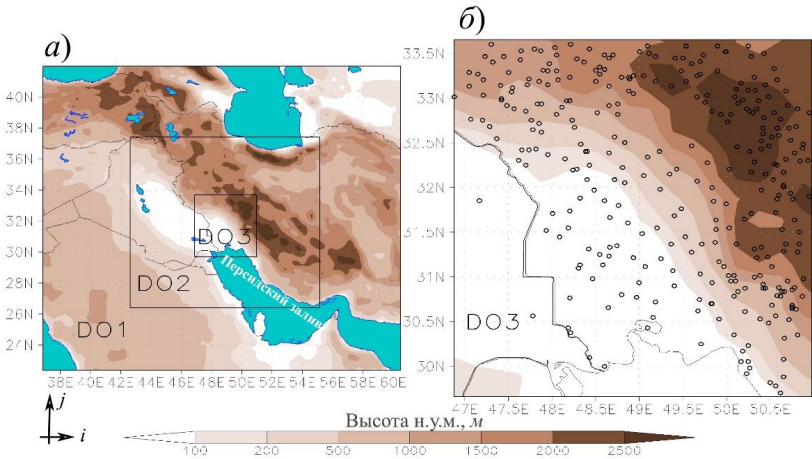 а) б)
40N
38N
36N
34N
32N
30N
28N
26N
24N
DO1
DO2
DO3
Персидский залив
38E 40E 42E 44E 46E 48E 50E 52E 54E 56E 58E 60E
33.5N
33N
32.5N
32N
31.5N
31N
30.5N
30N
DO3
47E 47.5E 48E 48.5E 49E 49.5E 50E 50.5E
j
i
Высота н.у.м., м
100 200 500 1000 1500 2000 2500